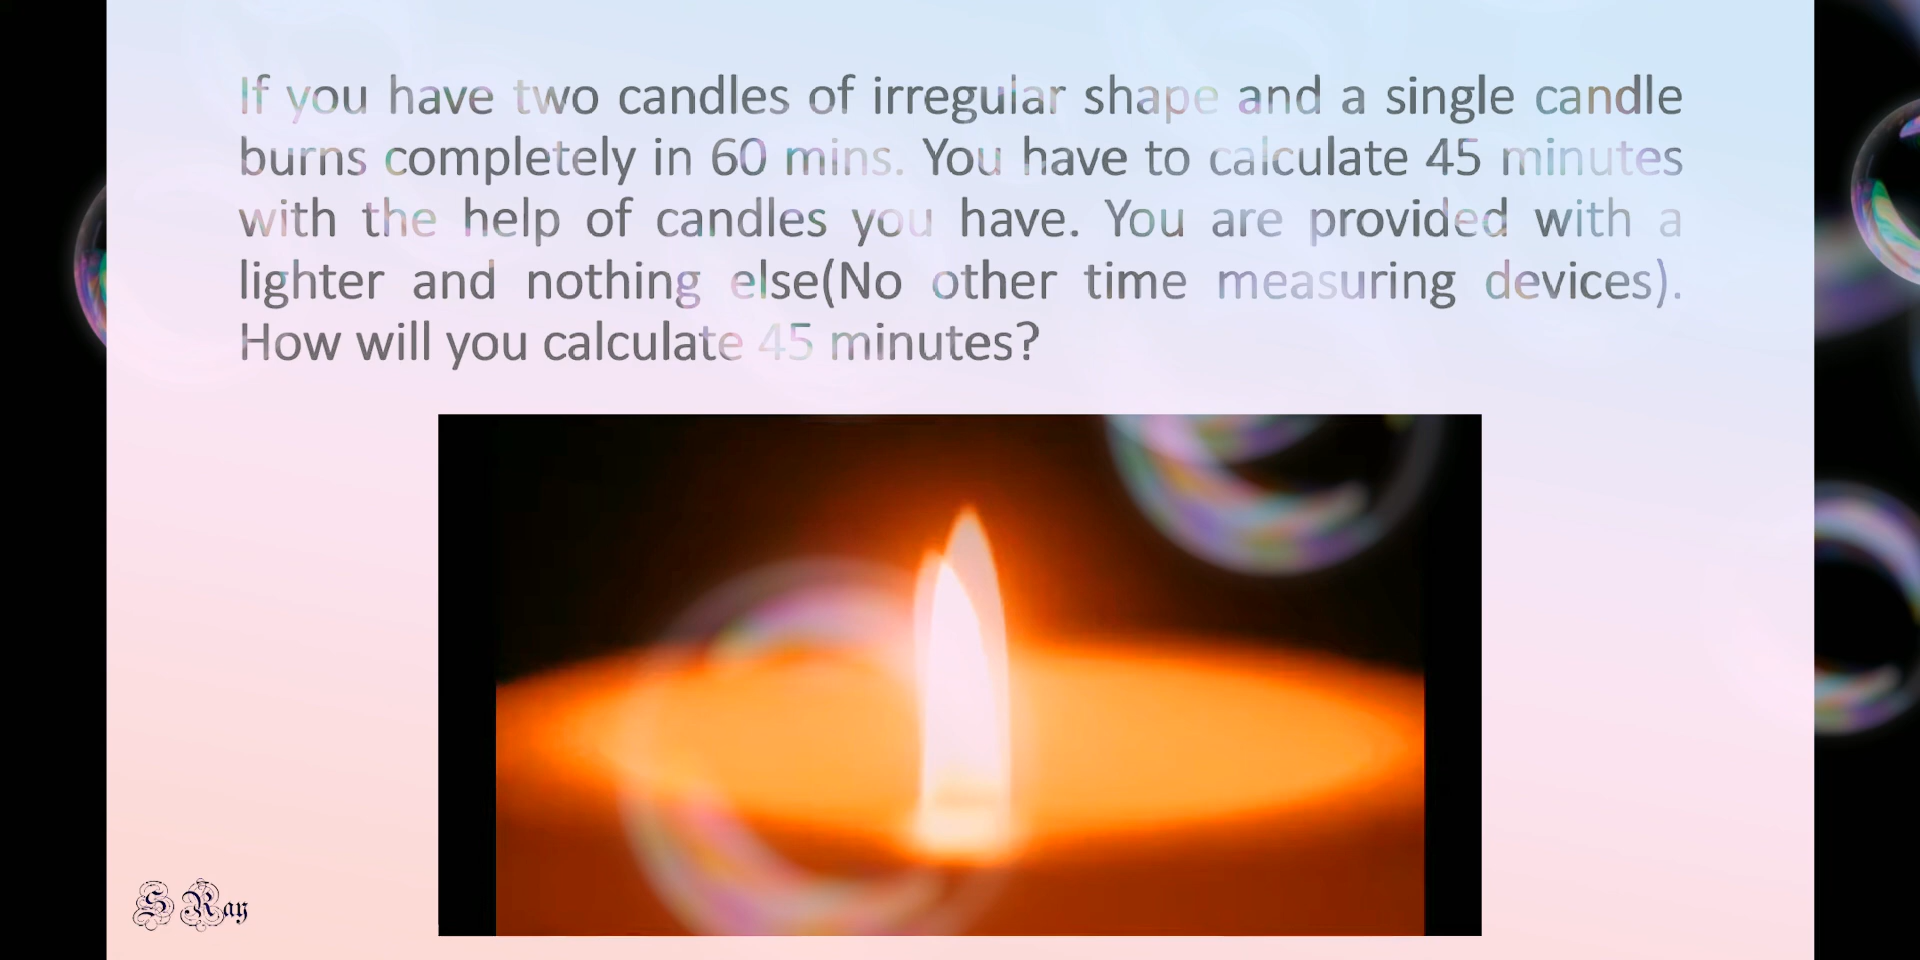 If you have two candles of irregular shape and a single candle
burns completely in 60 mins. You have to calculate 45 minutes
with the help of candles you have. You are provided with a
lighter and nothing else(No other time measuring devices).
How will you calculate 45 minutes?
S Ray